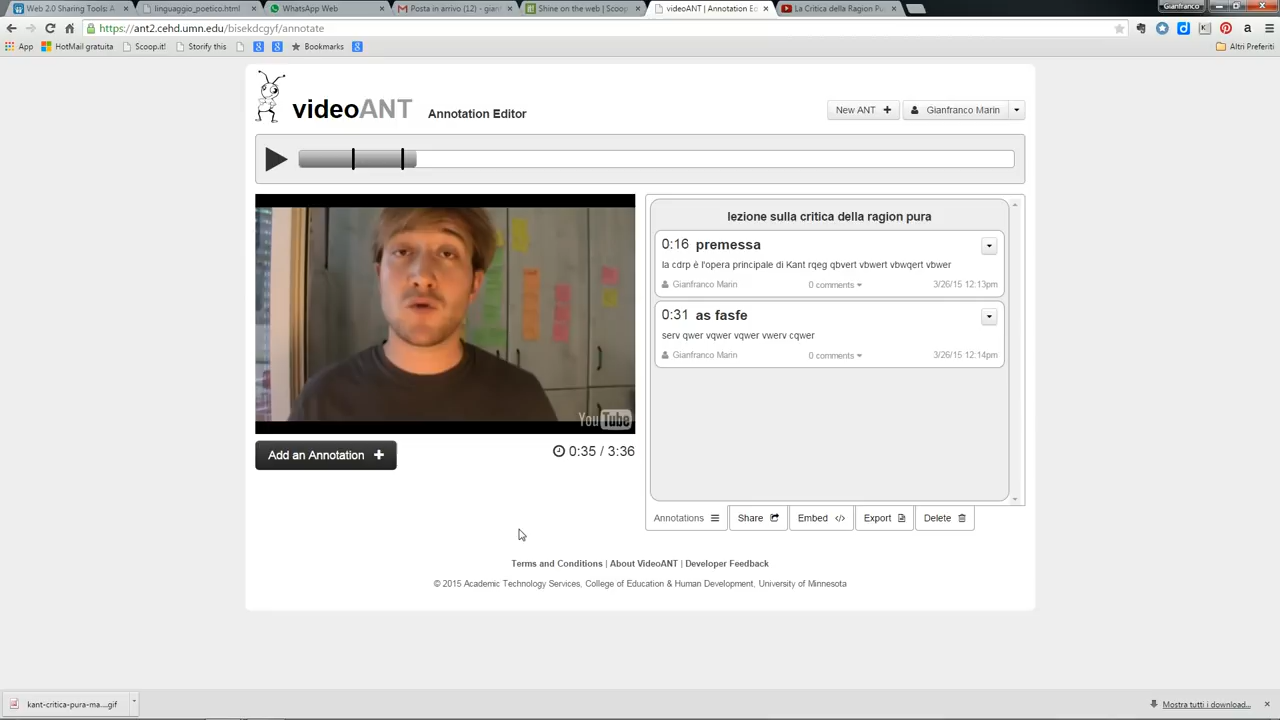 Web 2.0 Sharing Tools: A × linguaggio_poetico.html × WhatsApp Web × Posta in arrivo (12) - gian × Shine on the web | Scoop × videoANT | Annotation Ed × La Critica della Ragion Pu × Gianfranco
https://ant2.cehd.umn.edu/bisekdcgyf/annotate
App HotMail gratuita Scoop.it! Storify this Bookmarks Altri Preferiti
videoANT Annotation Editor New ANT + Gianfranco Marin
lezione sulla critica della ragion pura
0:16 premessa
la cdrp è l'opera principale di Kant rqeg qbvert vbwert vbwqert vbwer
Gianfranco Marin 0 comments 3/26/15 12:13pm
0:31 as fasfe
serv qwer vqwer vqwer vwerv cqwer
Gianfranco Marin 0 comments 3/26/15 12:14pm
You Tube
Add an Annotation + 0:35 / 3:36
Annotations Share Embed </> Export Delete
Terms and Conditions | About VideoANT | Developer Feedback
© 2015 Academic Technology Services, College of Education & Human Development, University of Minnesota
kant-critica-pura-ma....gif Mostra tutti i download...